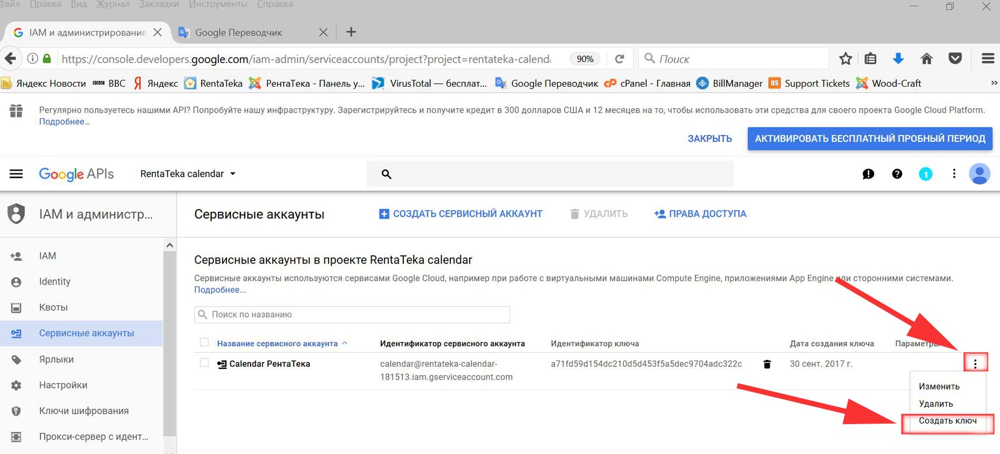 Файл Правка Вид Журнал Закладки Инструменты Справка
IAM и администрирование
Google Переводчик
https://console.developers.google.com/iam-admin/serviceaccounts/project?project=rentateka-calend
90%
Поиск
Яндекс Новости BBC Яндекс RentaTeka РентаТека - Панель у... VirusTotal — бесплат... Google Переводчик cPanel - Главная BillManager Support Tickets Wood-Craft
Регулярно пользуетесь нашими API? Попробуйте нашу инфраструктуру. Зарегистрируйтесь и получите кредит в 300 долларов США и 12 месяцев на то, чтобы использовать эти средства для своего проекта Google Cloud Platform.
Подробнее...
ЗАКРЫТЬ АКТИВИРОВАТЬ БЕСПЛАТНЫЙ ПРОБНЫЙ ПЕРИОД
Google APIs RentaTeka calendar 1
IAM и администр...
Сервисные аккаунты СОЗДАТЬ СЕРВИСНЫЙ АККАУНТ УДАЛИТЬ ПРАВА ДОСТУПА
IAM
Identity
Квоты
Сервисные аккаунты
Ярлыки
Настройки
Ключи шифрования
Прокси-сервер с идент...
Сервисные аккаунты в проекте RentaTeka calendar
Сервисные аккаунты используются сервисами Google Cloud, например при работе с виртуальными машинами Compute Engine, приложениями App Engine или сторонними системами.
Подробнее...
Поиск по названию
Название сервисного аккаунта Идентификатор сервисного аккаунта Идентификатор ключа Дата создания ключа Параметры
Calendar РентаТека calendar@rentateka-calendar- a71fd59d154dc210d5d453f5a5dec9704adc322c 30 сент. 2017 г.
181513.iam.gserviceaccount.com
Изменить
Удалить
Создать ключ